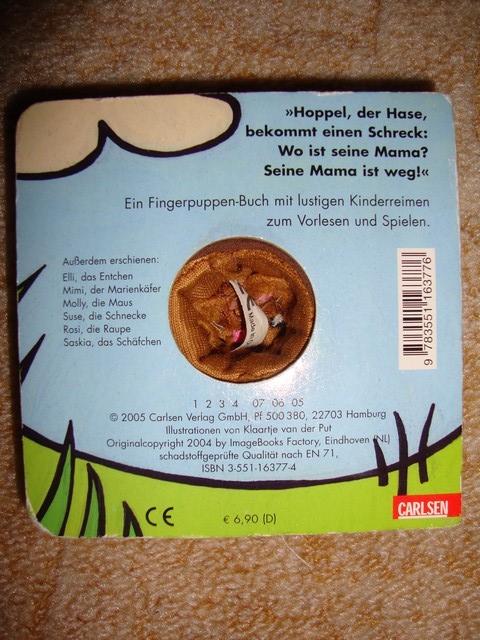 »Hoppel, der Hase,
bekommt einen Schreck:
Wo ist seine Mama?
Seine Mama ist weg!«
Ein Fingerpuppen-Buch mit lustigen Kinderreimen
zum Vorlesen und Spielen.
Außerdem erschienen:
Elli, das Entchen
Mimi, der Marienkäfer
Molly, die Maus
Suse, die Schnecke
Rosi, die Raupe
Saskia, das Schäfchen
9 783551 163776
Made in
1 2 3 4 07 06 05
© 2005 Carlsen Verlag GmbH, Pf 500 380, 22703 Hamburg
Illustrationen von Klaartje van der Put
Originalcopyright 2004 by ImageBooks Factory, Eindhoven (NL)
schadstoffgeprüfte Qualität nach EN 71,
ISBN 3-551-16377-4
CARLSEN
CE
€ 6,90 (D)